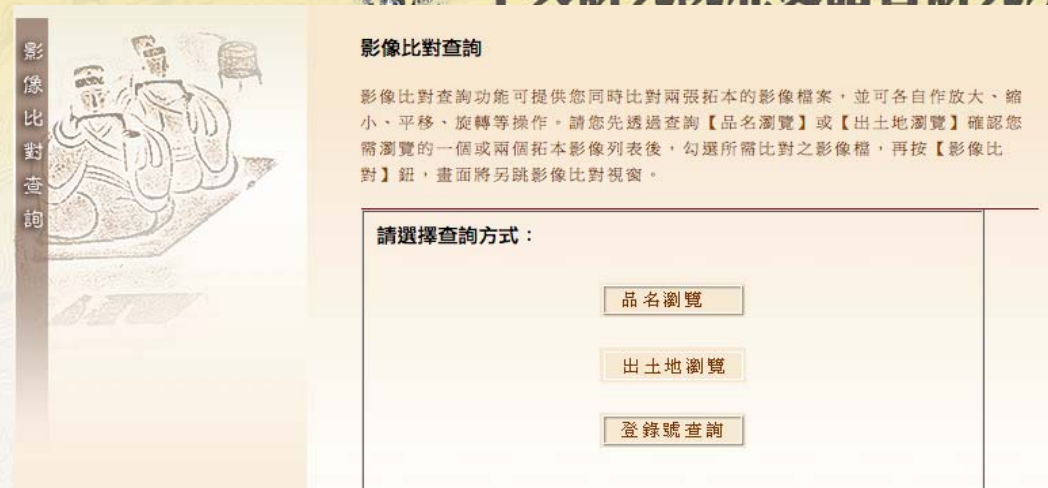 影像比對查詢
影像比對查詢
影像比對查詢功能可提供您同時比對兩張拓本的影像檔案，並可各自作放大、縮
小、平移、旋轉等操作。請您先透過查詢【品名瀏覽】或【出土地瀏覽】確認您
需瀏覽的一個或兩個拓本影像列表後，勾選所需比對之影像檔，再按【影像比
對】鈕，畫面將另跳影像比對視窗。
請選擇查詢方式：
品名瀏覽
出土地瀏覽
登錄號查詢